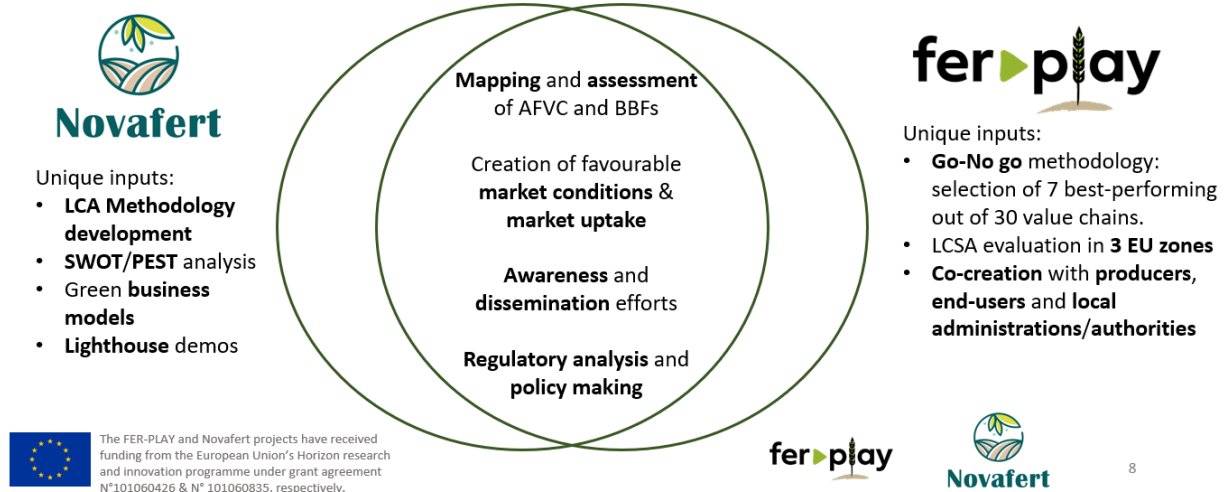 Novafert
Unique inputs:
• LCA Methodology
development
• SWOT/PEST analysis
• Green business
models
• Lighthouse demos
Mapping and assessment
of AFVC and BBFs
Creation of favourable
market conditions &
market uptake
Awareness and
dissemination efforts
Regulatory analysis and
policy making
fer play
Unique inputs:
• Go-No go methodology:
selection of 7 best-performing
out of 30 value chains.
• LCSA evaluation in 3 EU zones
• Co-creation with producers,
end-users and local
administrations/authorities
The FER-PLAY and Novafert projects have received
funding from the European Union's Horizon research
and innovation programme under grant agreement
N°101060426 & N° 101060835, respectively.
fer play
Novafert
8